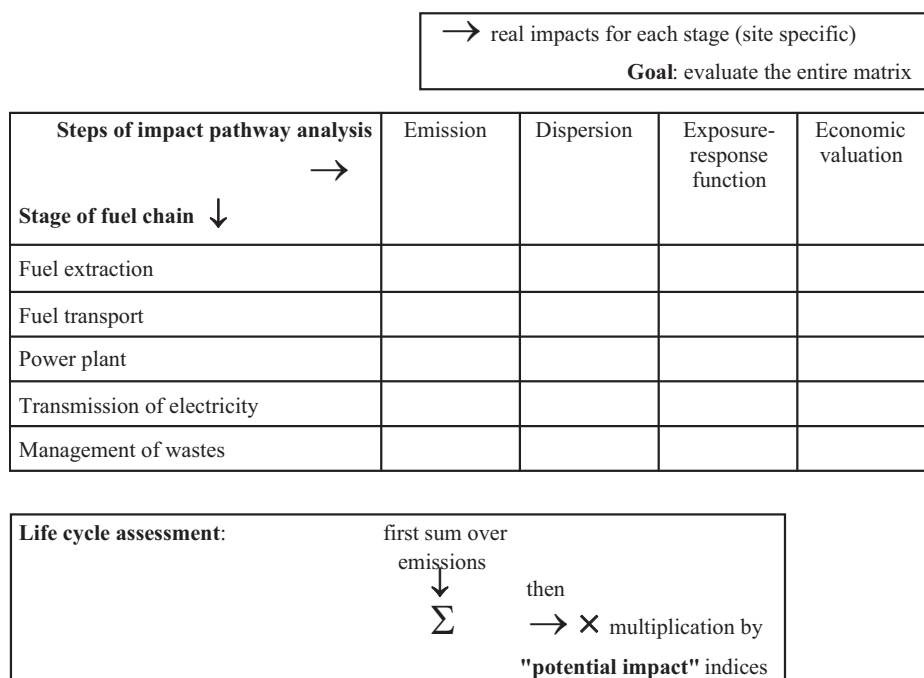 → real impacts for each stage (site specific)
Goal: evaluate the entire matrix
Steps of impact pathway analysis
→
Stage of fuel chain ↓
Emission
Dispersion
Exposure-
response
function
Economic
valuation
Fuel extraction
Fuel transport
Power plant
Transmission of electricity
Management of wastes
Life cycle assessment:
first sum over
emissions
↓
Σ
then
→ × multiplication by
"potential impact" indices